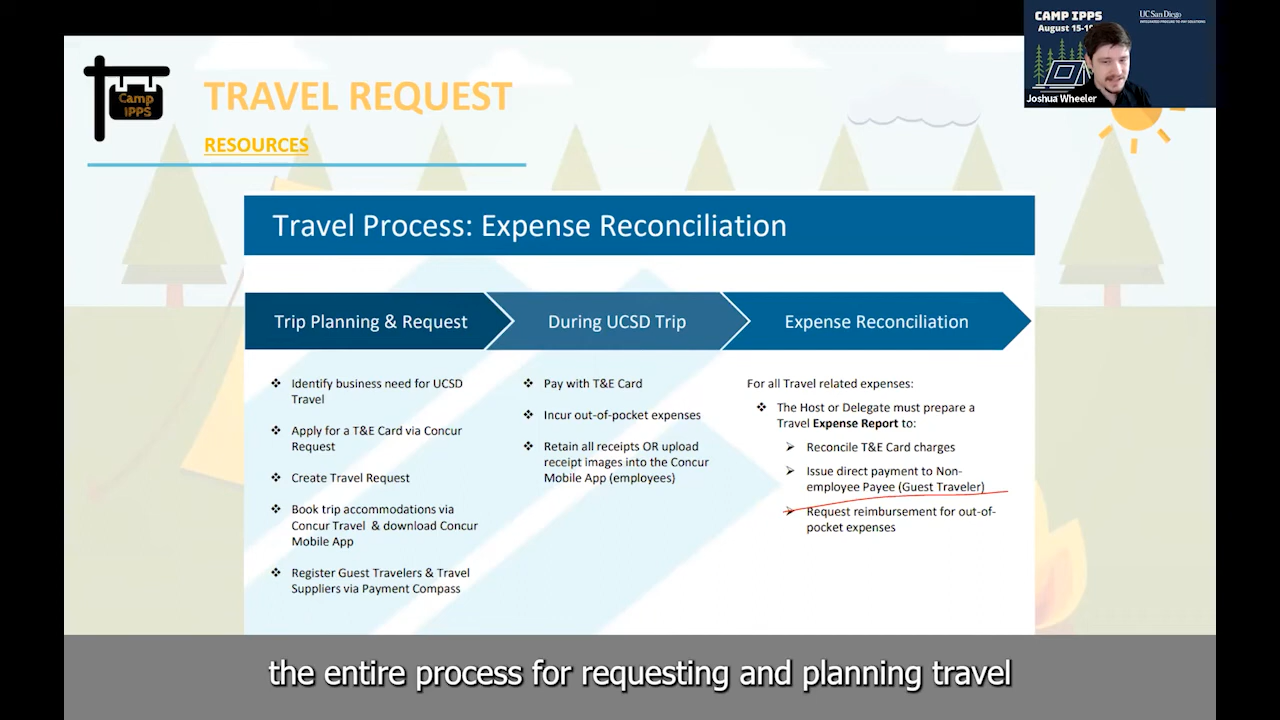 CAMP IPPS
August 15-1
UC San Diego
INTEGRATED PROCURE-TO-PAY SOLUTIONS
Joshua Wheeler
Camp
IPPS
TRAVEL REQUEST
RESOURCES
Travel Process: Expense Reconciliation
Trip Planning & Request
During UCSD Trip
Expense Reconciliation
Identify business need for UCSD
Travel
Apply for a T&E Card via Concur
Request
Create Travel Request
Book trip accommodations via
Concur Travel & download Concur
Mobile App
Register Guest Travelers & Travel
Suppliers via Payment Compass
Pay with T&E Card
Incur out-of-pocket expenses
Retain all receipts OR upload
receipt images into the Concur
Mobile App (employees)
For all Travel related expenses:
The Host or Delegate must prepare a
Travel Expense Report to:
Reconcile T&E Card charges
Issue direct payment to Non-
employee Payee (Guest Traveler)
Request reimbursement for out-of-
pocket expenses
the entire process for requesting and planning travel